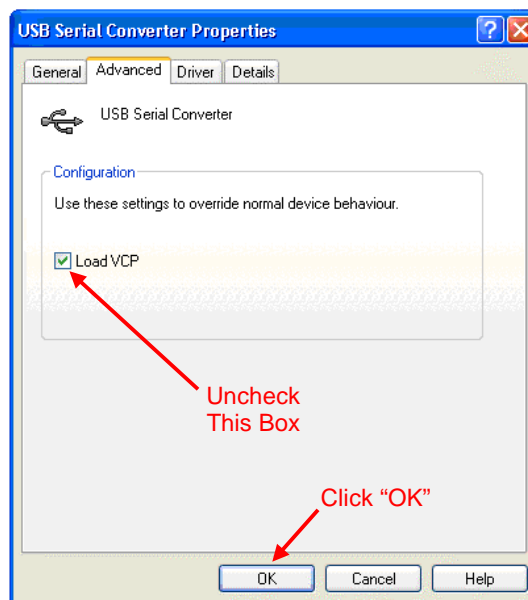 USB Serial Converter Properties
General Advanced Driver Details
USB Serial Converter
Configuration
Use these settings to override normal device behaviour.
Load VCP
Uncheck
This Box
Click “OK”
OK Cancel Help